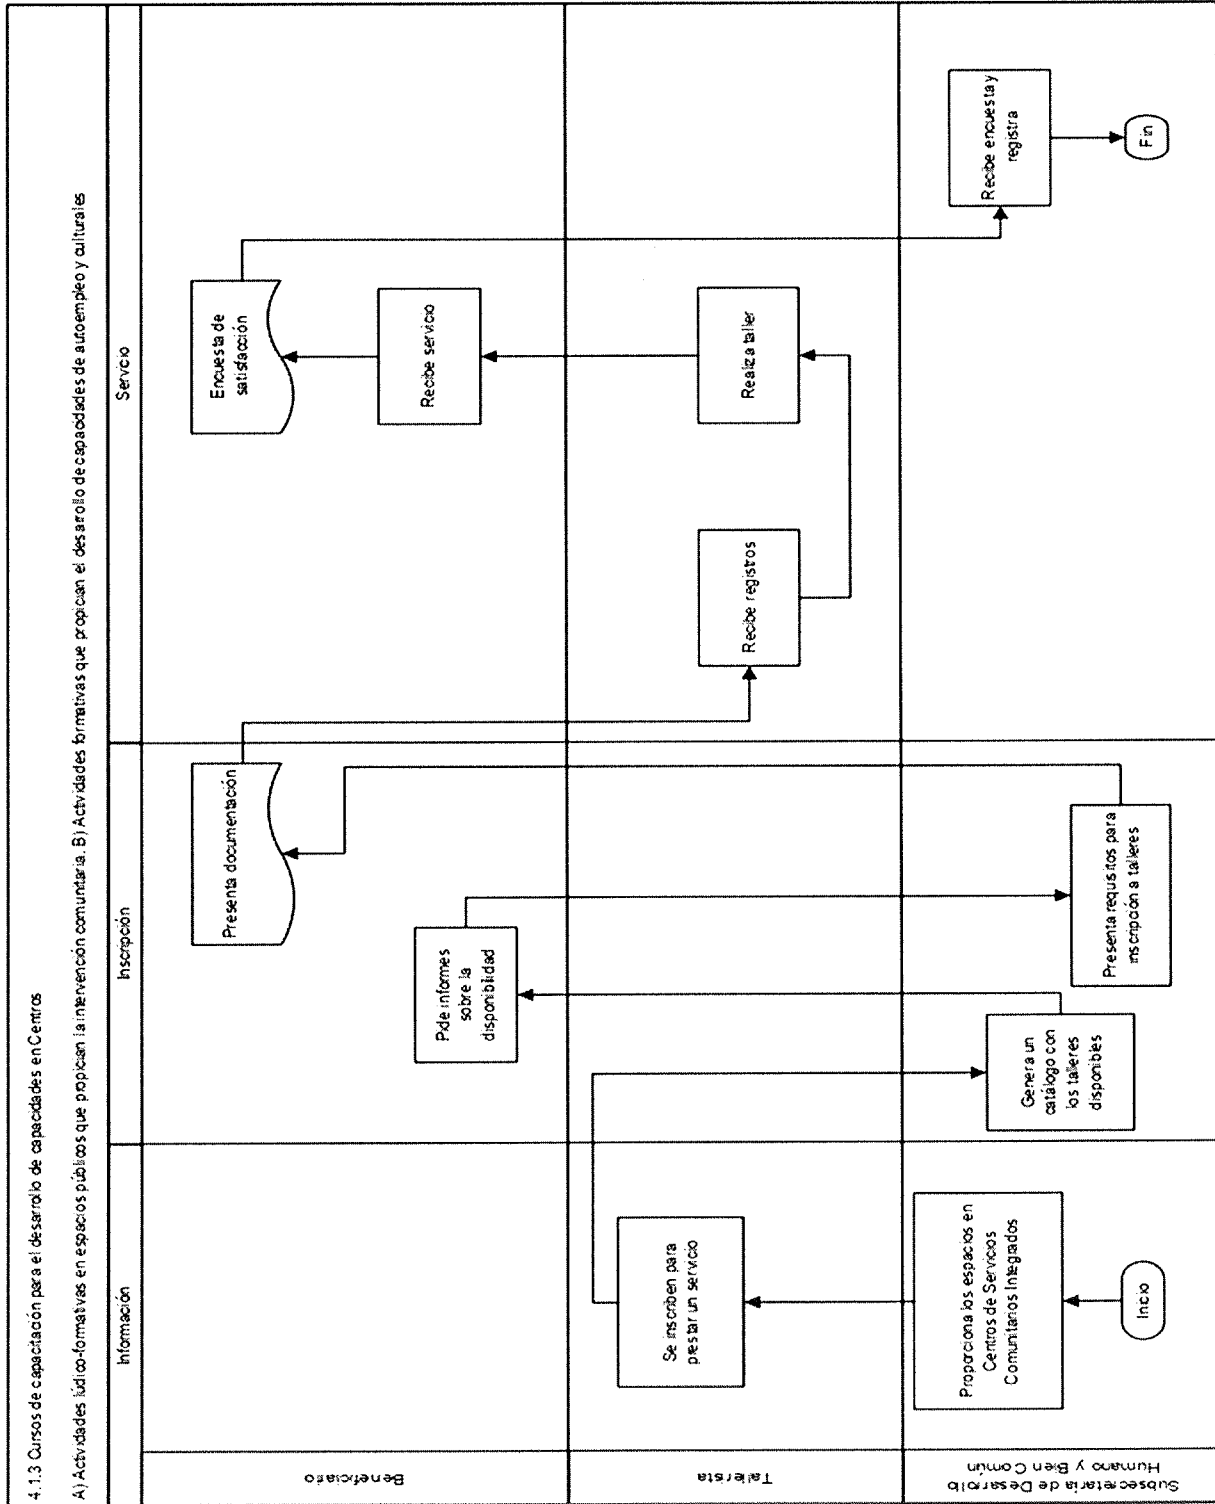 4.1.3 Cursos de capacitación para el desarrollo de capacidades en Centros
A) Actividades lúdico-formativas en espacios públicos que propician la intervención comunitaria. B) Actividades formativas que propician el desarrollo de capacidades de autoempleo y culturales
Información
Inscripción
Servicio
Beneficiario
Presenta documentación
Pide informes
sobre la
disponibilidad
Encuesta de
satisfacción
Recibe servicio
Tallerista
Se inscriben para
prestar un servicio
Recibe registros
Realiza taller
Subsecretaría de Desarrollo
Humano y Bien Común
Inicio
Proporciona los espacios en
Centros de Servicios
Comunitarios Integrados
Genera un
catálogo con
los talleres
disponibles
Presenta requisitos para
inscripción a talleres
Recibe encuesta y
registra
Fin